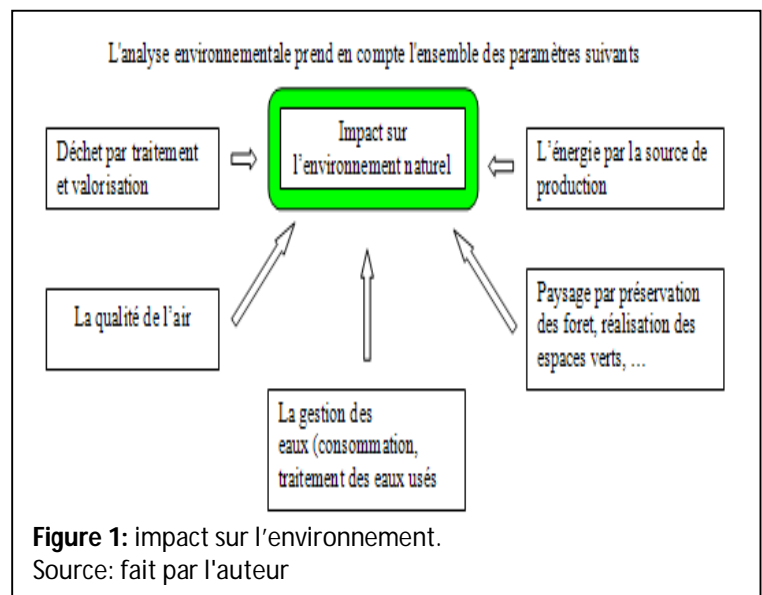 L'analyse environnementale prend en compte l'ensemble des paramètres suivants
Impact sur
l'environnement naturel
Déchet par traitement
et valorisation
L'énergie par la source de
production
La qualité de l'air
Paysage par préservation
des foret, réalisation des
espaces verts, ...
La gestion des
eaux (consommation,
traitement des eaux usés
Figure 1: impact sur l'environnement.
Source: fait par l'auteur